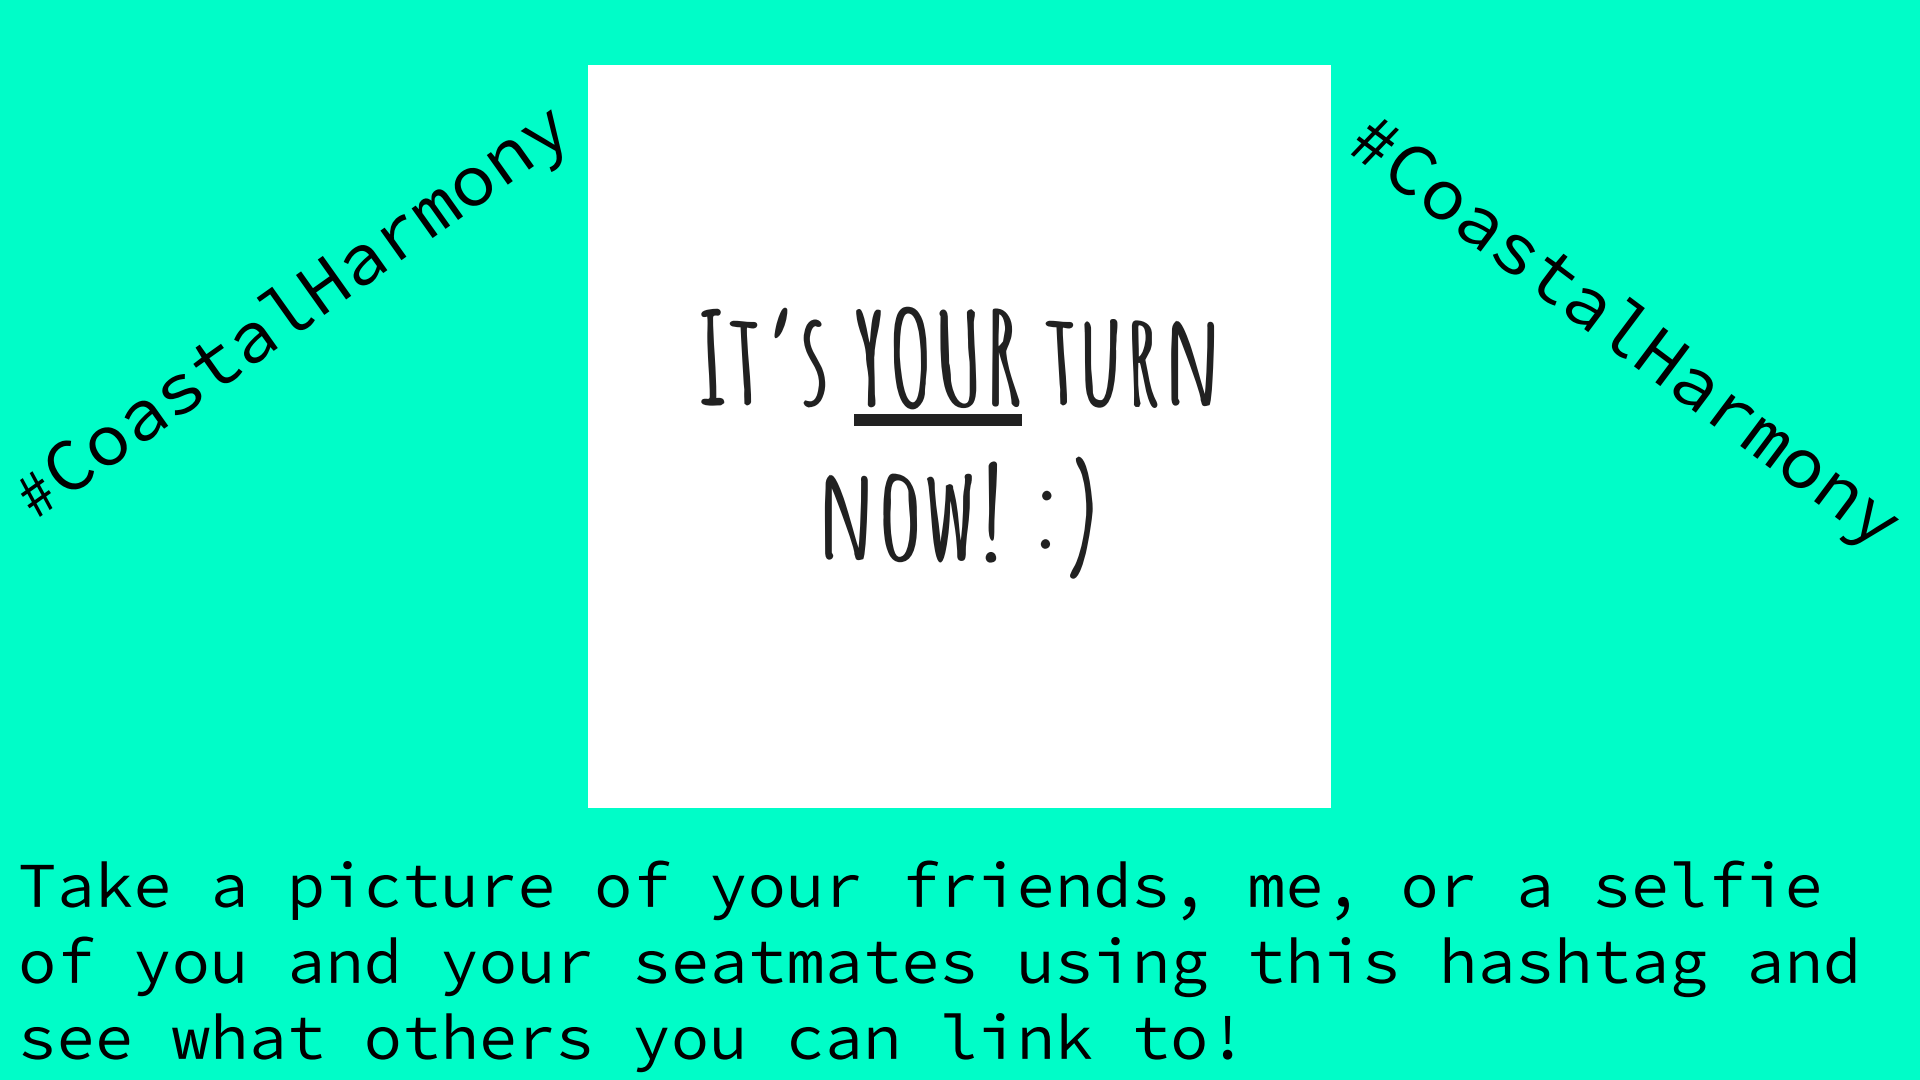 #CoastalHarmony
#CoastalHarmony
It's YOUR turn
now! :)
Take a picture of your friends, me, or a selfie
of you and your seatmates using this hashtag and
see what others you can link to!